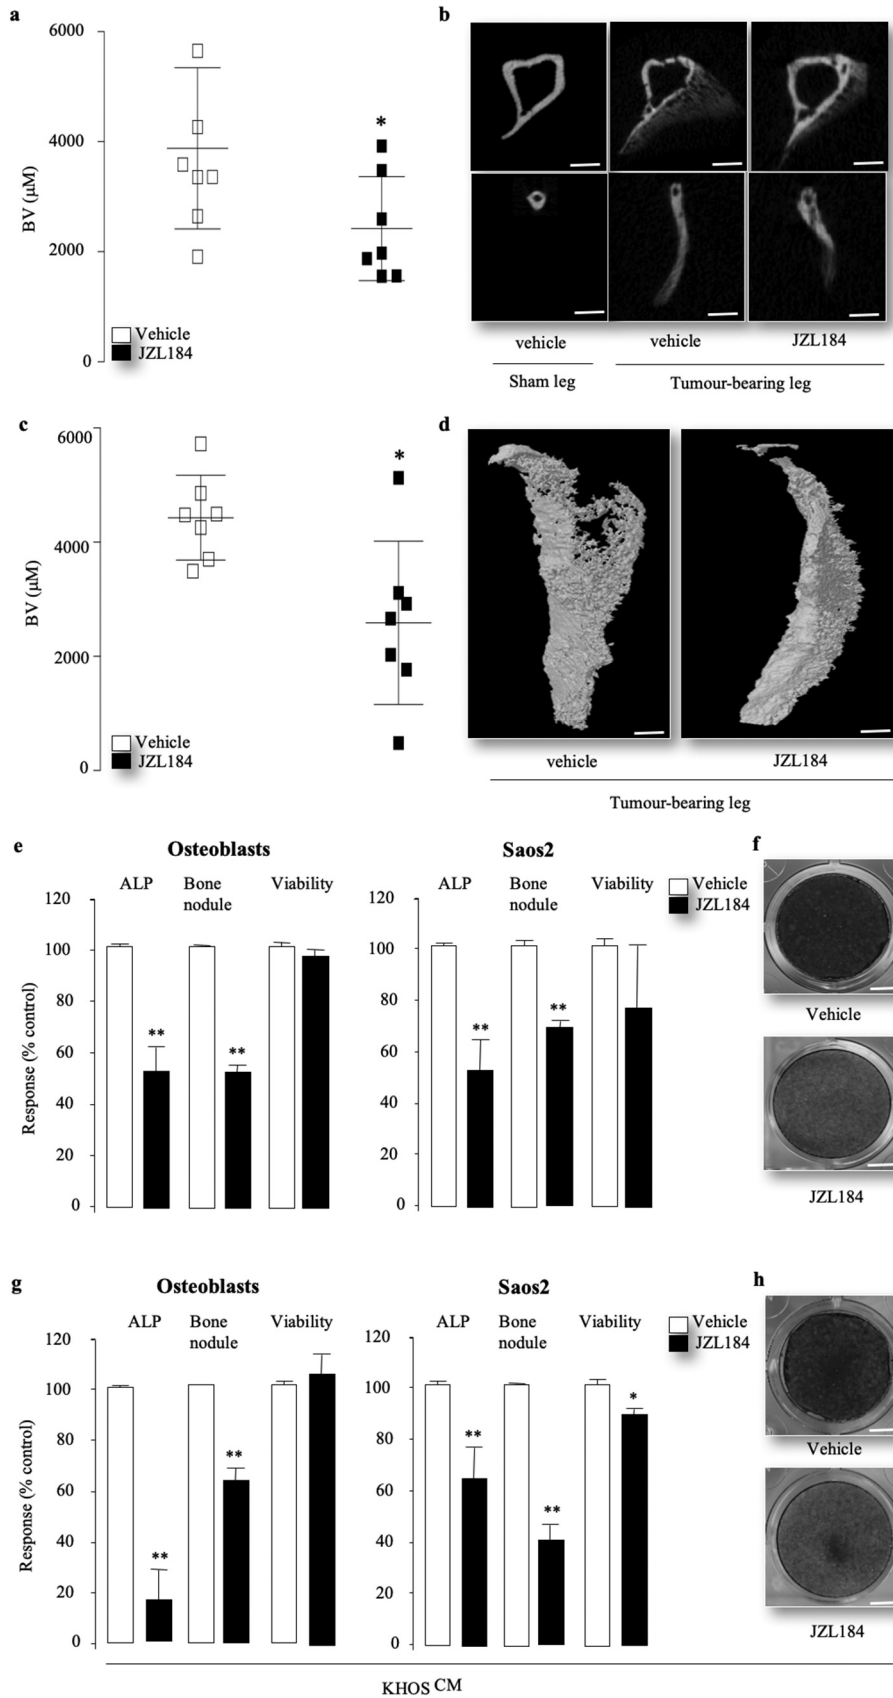 a
b
6000
4000
2000
0
BV (μM)
*
Vehicle
JZL184
vehicle
vehicle
JZL184
Sham leg
Tumour-bearing leg
c
d
6000
4000
2000
0
BV (μM)
*
Vehicle
JZL184
vehicle
JZL184
Tumour-bearing leg
e
f
Osteoblasts
Saos2
ALP
Bone
nodule
Viability
ALP
Bone
nodule
Viability
Vehicle
JZL184
120
100
80
60
40
20
0
Response (% control)
**
**
120
100
80
60
40
20
0
**
**
Vehicle
JZL184
g
h
Osteoblasts
Saos2
ALP
Bone
nodule
Viability
ALP
Bone
nodule
Viability
Vehicle
JZL184
120
100
80
60
40
20
0
Response (% control)
**
**
120
100
80
60
40
20
0
**
**
*
Vehicle
JZL184
KHOS CM